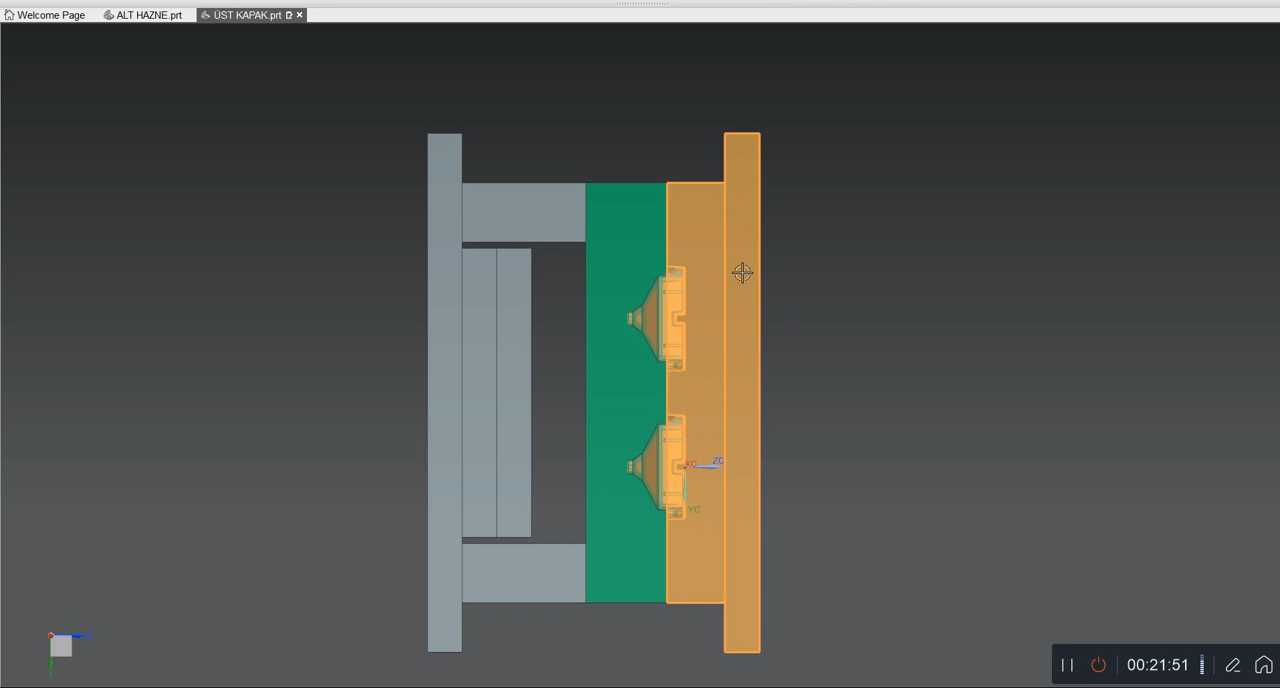 Welcome Page
ALT HAZNE.prt
ÜST KAPAK.prt
XC
ZC
YC
00:21:51